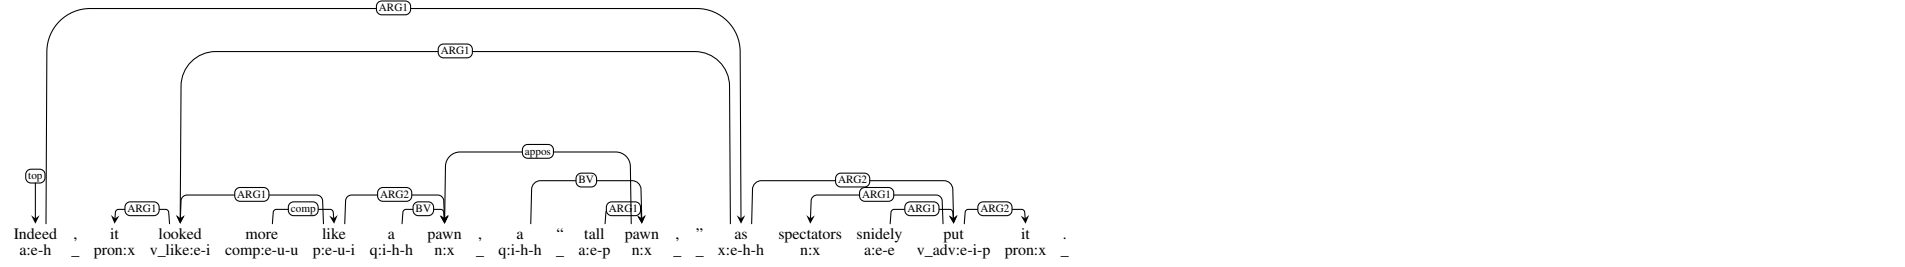 ARG1
ARG1
appos
top BV ARG2
ARG1 ARG2 ARG1
ARG1 comp BV ARG1 ARG1 ARG2
Indeed , it looked more like a pawn , a “ tall pawn , ” as spectators snidely put it .
a:e-h _ pron:x v_like:e-i comp:e-u-u p:e-u-i q:i-h-h n:x _ q:i-h-h _ a:e-p n:x _ _ x:e-h-h n:x a:e-e v_adv:e-i-p pron:x _